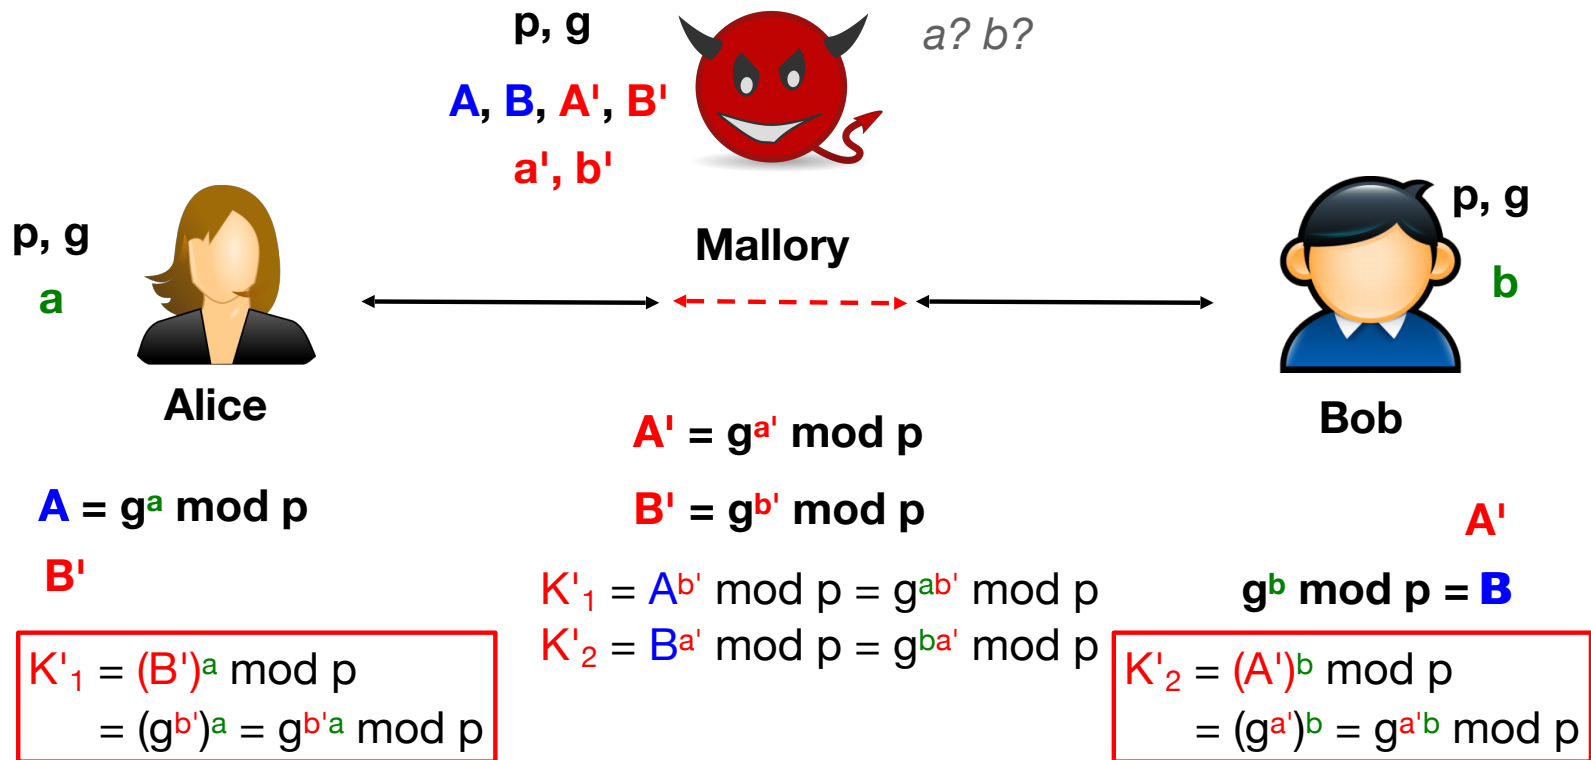 p, g
a? b?
A, B, A', B'
a', b'
p, g
a
Mallory
p, g
b
Alice
Bob
A = gᵃ mod p
B'
A' = gᵃ' mod p
B' = gᵇ' mod p
K'₁ = Aᵇ' mod p = gᵃᵇ' mod p
K'₂ = Bᵃ' mod p = gᵇᵃ' mod p
A'
gᵇ mod p = B
K'₁ = (B')ᵃ mod p
= (gᵇ')ᵃ = gᵇ'ᵃ mod p
K'₂ = (A')ᵇ mod p
= (gᵃ')ᵇ = gᵃ'ᵇ mod p